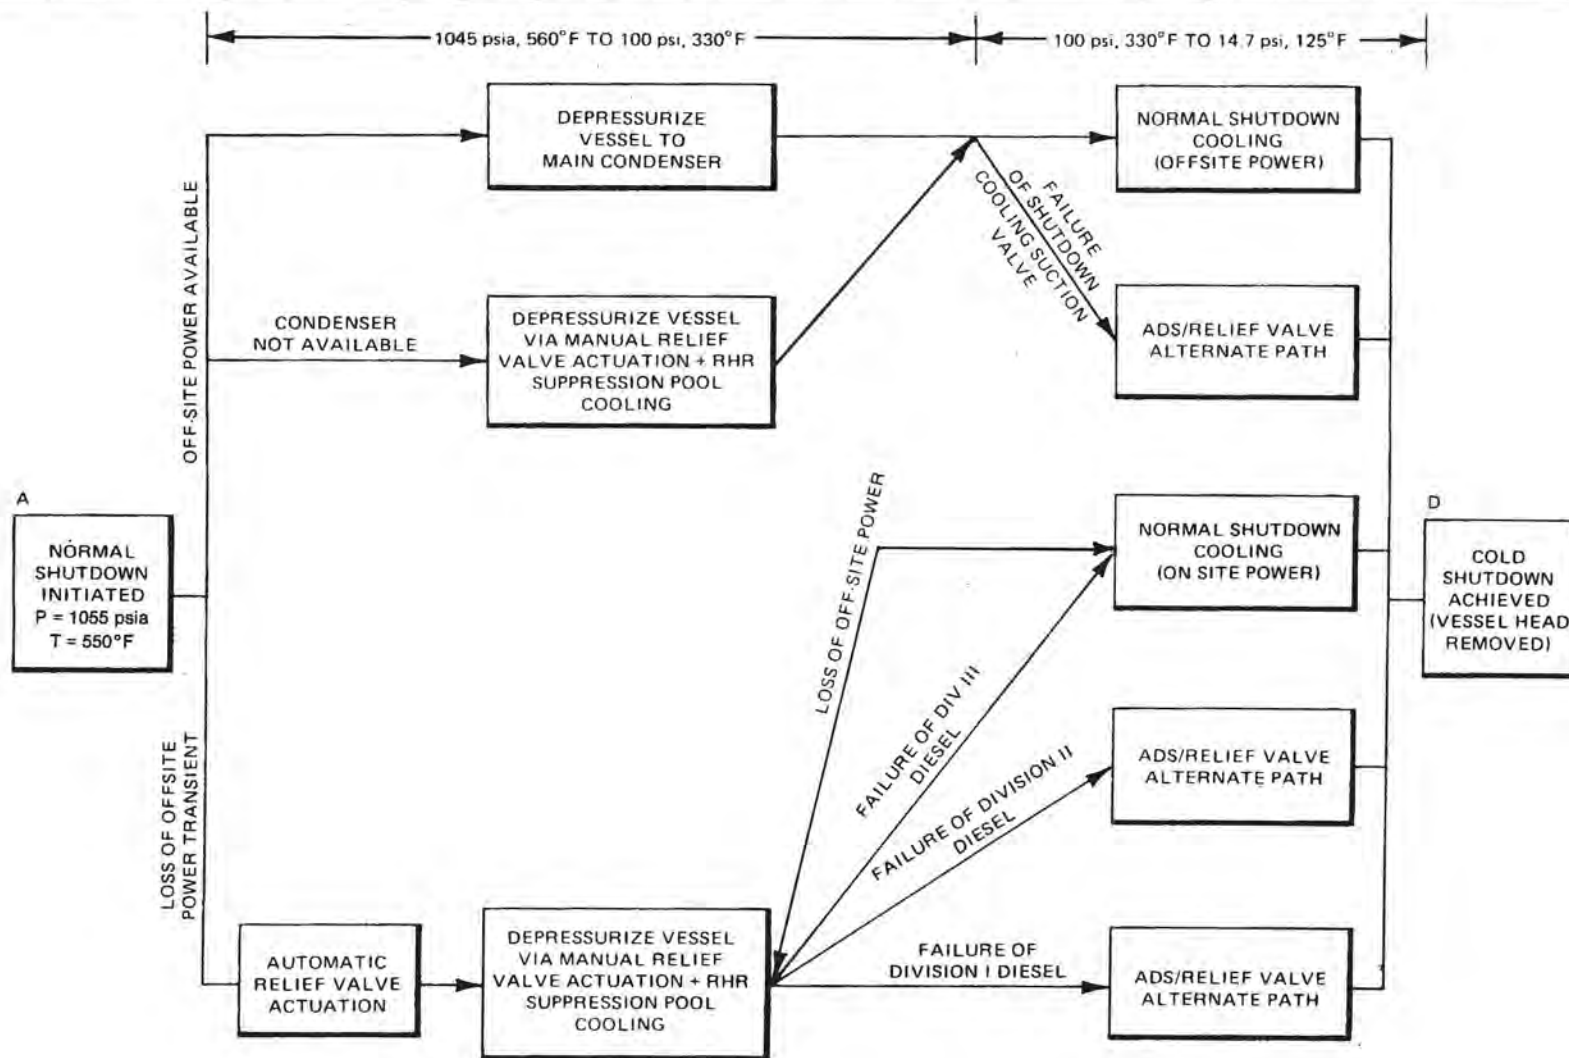 1045 psia, 560°F TO 100 psi, 330°F
100 psi, 330°F TO 14.7 psi, 125°F
OFF-SITE POWER AVAILABLE
DEPRESSURIZE
VESSEL TO
MAIN CONDENSER
NORMAL SHUTDOWN
COOLING
(OFFSITE POWER)
FAILURE
OF SHUTDOWN
COOLING SUCTION
VALVE
CONDENSER
NOT AVAILABLE
DEPRESSURIZE VESSEL
VIA MANUAL RELIEF
VALVE ACTUATION + RHR
SUPPRESSION POOL
COOLING
ADS/RELIEF VALVE
ALTERNATE PATH
A
NORMAL
SHUTDOWN
INITIATED
P = 1055 psia
T = 550°F
LOSS OF OFF-SITE POWER
NORMAL SHUTDOWN
COOLING
(ON SITE POWER)
D
COLD
SHUTDOWN
ACHIEVED
(VESSEL HEAD
REMOVED)
FAILURE OF DIV III
DIESEL
FAILURE OF DIVISION II
DIESEL
ADS/RELIEF VALVE
ALTERNATE PATH
LOSS OF OFFSITE
POWER TRANSIENT
AUTOMATIC
RELIEF VALVE
ACTUATION
DEPRESSURIZE VESSEL
VIA MANUAL RELIEF
VALVE ACTUATION + RHR
SUPPRESSION POOL
COOLING
FAILURE OF
DIVISION I DIESEL
ADS/RELIEF VALVE
ALTERNATE PATH